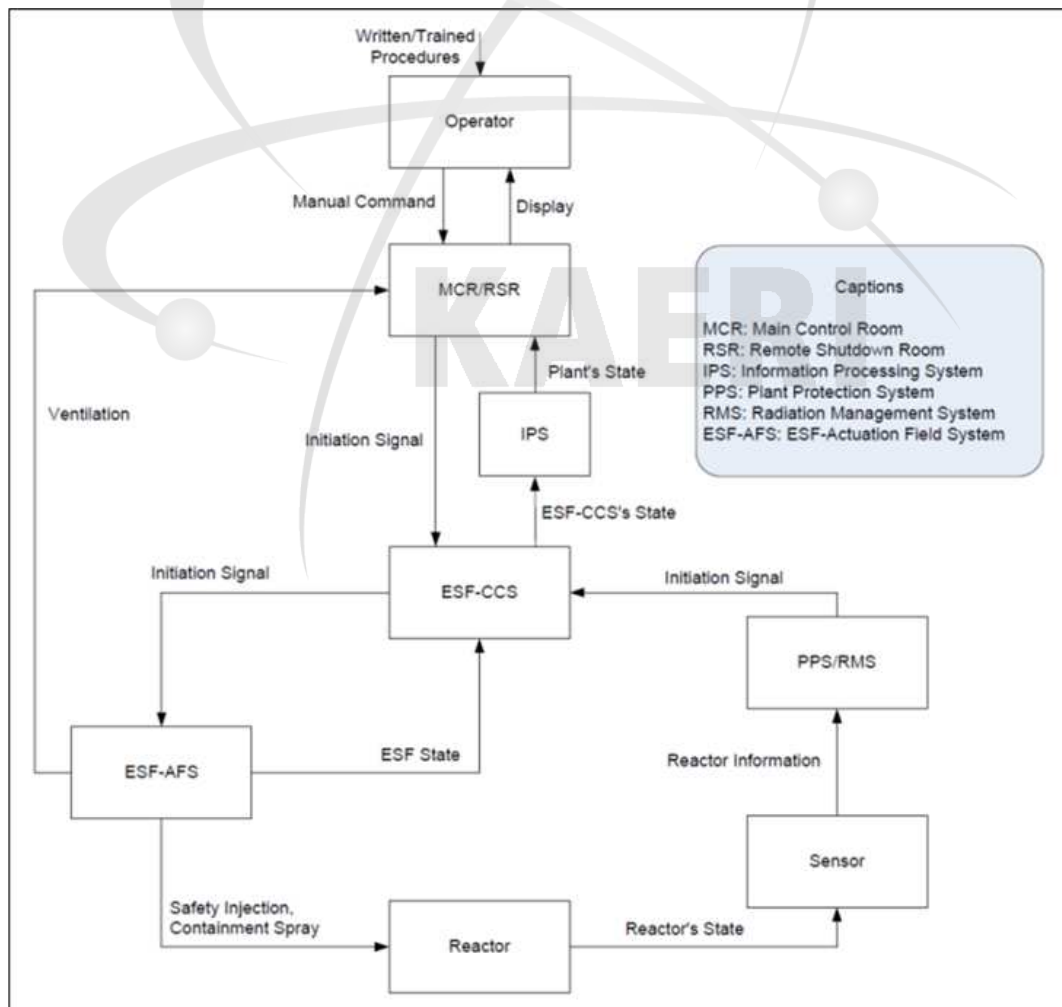 Written/Trained
Procedures
Operator
Manual Command
Display
MCR/RSR
KAERI
Captions
MCR: Main Control Room
RSR: Remote Shutdown Room
IPS: Information Processing System
PPS: Plant Protection System
RMS: Radiation Management System
ESF-AFS: ESF-Actuation Field System
Plant's State
Ventilation
Initiation Signal
IPS
ESF-CCS's State
Initiation Signal
ESF-CCS
Initiation Signal
PPS/RMS
ESF-AFS
ESF State
Reactor Information
Sensor
Safety Injection,
Containment Spray
Reactor
Reactor's State